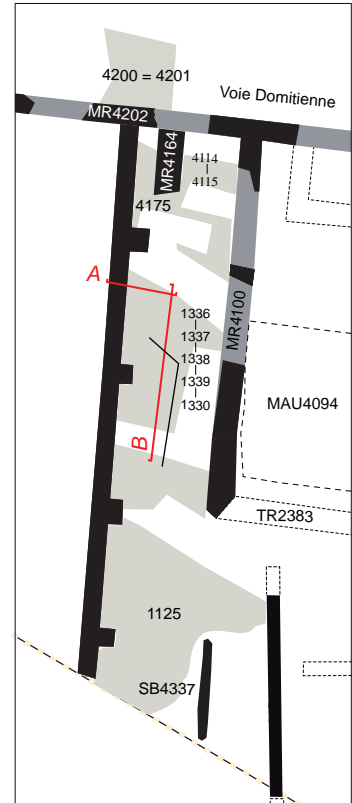 4200 = 4201
Voie Domitienne
MR4202
MR4164
4114
4115
4175
A
1336
1337
1338
1339
1330
MR4100
MAU4094
B
TR2383
1125
SB4337